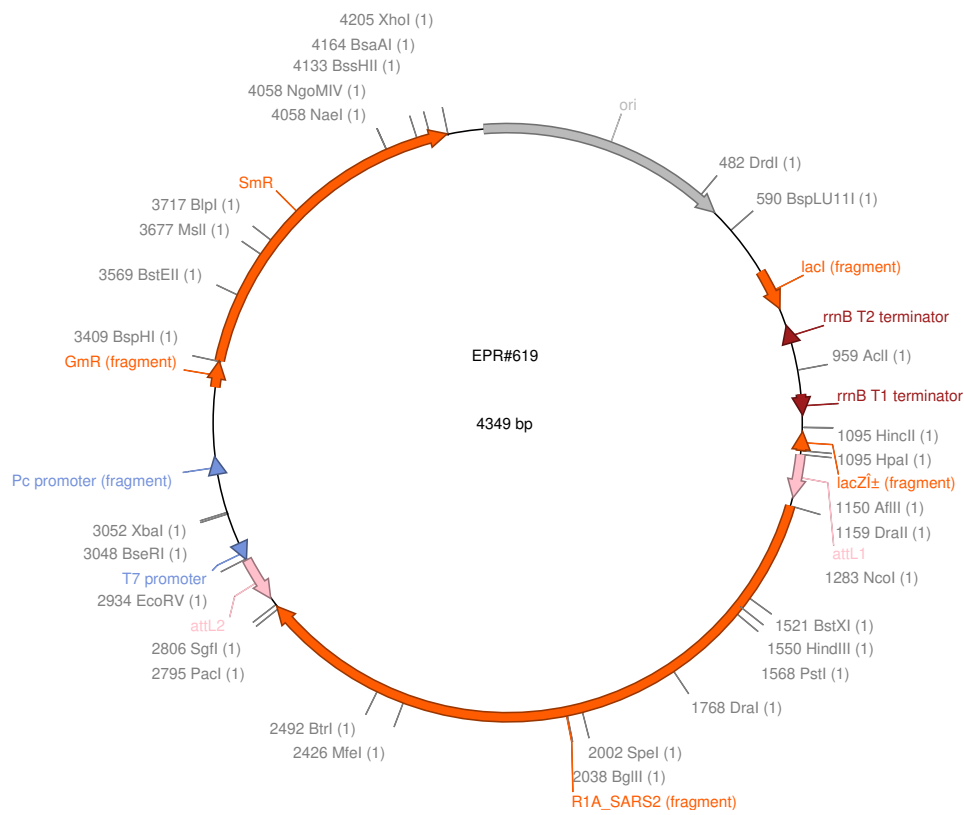 4205 XhoI (1)
4164 BsaAI (1)
4133 BssHII (1)
4058 NgoMIV (1)
4058 NaeI (1)
ori
482 DrdI (1)
590 BspLU11I (1)
SmR
3717 BlpI (1)
3677 MslI (1)
3569 BstEII (1)
lacI (fragment)
rrnB T2 terminator
3409 BspHI (1)
GmR (fragment)
EPR#619
959 AclI (1)
rrnB T1 terminator
4349 bp
1095 HincII (1)
1095 HpaI (1)
lacZÎ± (fragment)
Pc promoter (fragment)
1150 AflII (1)
1159 DraII (1)
attL1
1283 NcoI (1)
3052 XbaI (1)
3048 BseRI (1)
T7 promoter
2934 EcoRV (1)
attL2
2806 SgfI (1)
2795 PacI (1)
1521 BstXI (1)
1550 HindIII (1)
1568 PstI (1)
1768 DraI (1)
2492 BtrI (1)
2426 MfeI (1)
2002 SpeI (1)
2038 BglII (1)
R1A_SARS2 (fragment)